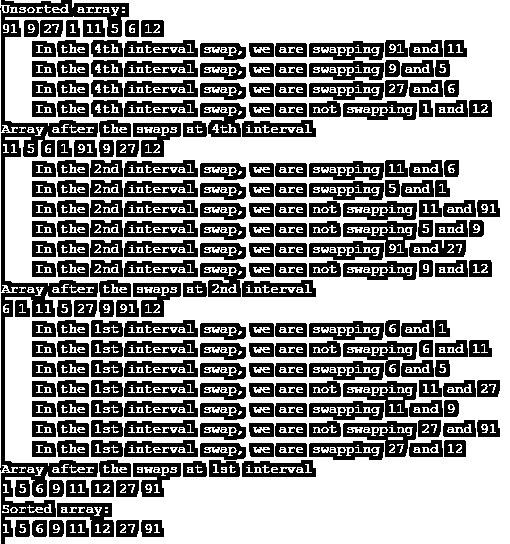 Unsorted array:
91 9 27 1 11 5 6 12
In the 4th interval swap, we are swapping 91 and 11
In the 4th interval swap, we are swapping 9 and 5
In the 4th interval swap, we are swapping 27 and 6
In the 4th interval swap, we are not swapping 1 and 12
Array after the swaps at 4th interval
11 5 6 1 91 9 27 12
In the 2nd interval swap, we are swapping 11 and 6
In the 2nd interval swap, we are swapping 5 and 1
In the 2nd interval swap, we are not swapping 11 and 91
In the 2nd interval swap, we are not swapping 5 and 9
In the 2nd interval swap, we are swapping 91 and 27
In the 2nd interval swap, we are not swapping 9 and 12
Array after the swaps at 2nd interval
6 1 11 5 27 9 91 12
In the 1st interval swap, we are swapping 6 and 1
In the 1st interval swap, we are not swapping 6 and 11
In the 1st interval swap, we are swapping 6 and 5
In the 1st interval swap, we are not swapping 11 and 27
In the 1st interval swap, we are swapping 11 and 9
In the 1st interval swap, we are not swapping 27 and 91
In the 1st interval swap, we are swapping 27 and 12
Array after the swaps at 1st interval
1 5 6 9 11 12 27 91
Sorted array:
1 5 6 9 11 12 27 91